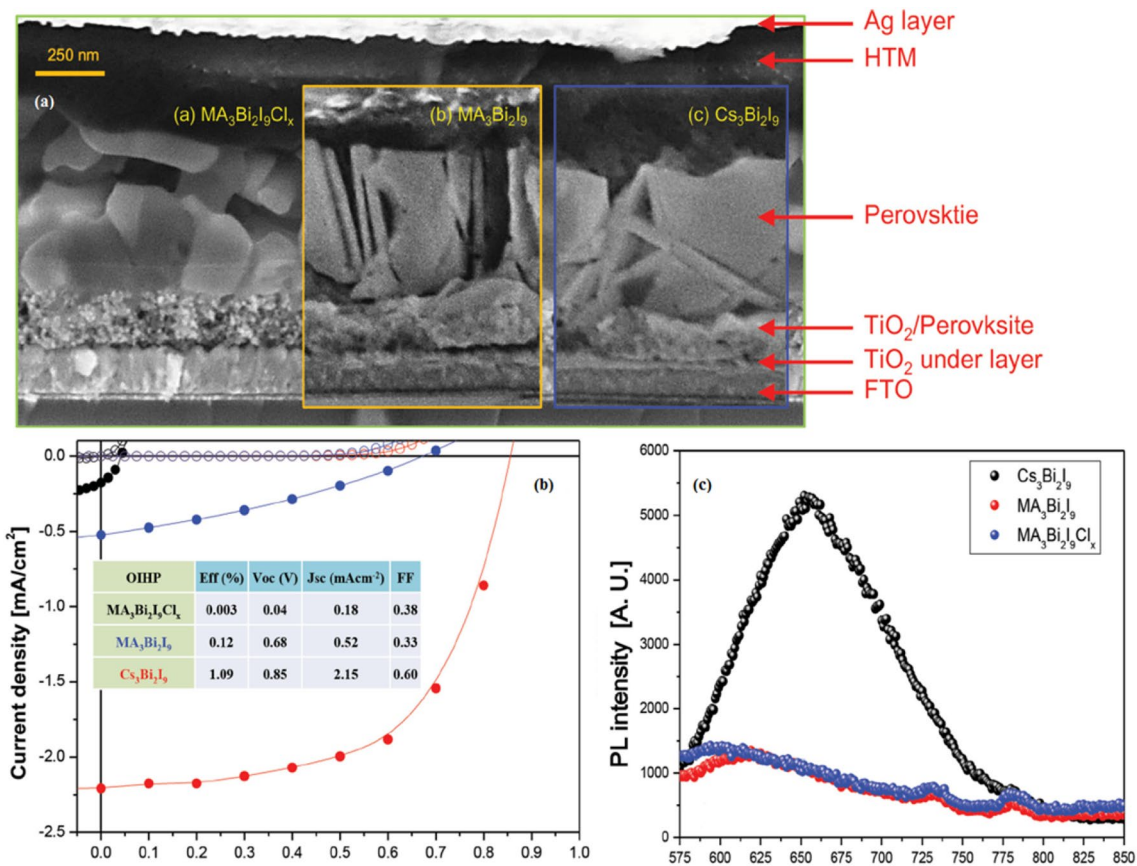 Ag layer
HTM
250 nm
(a)
(a) MA₃Bi₂I₉Clₓ
(b) MA₃Bi₂I₉
(c) Cs₃Bi₂I₉
Perovsktie
TiO₂/Perovksite
TiO₂ under layer
FTO
(b)
Current density [mA/cm²]
0.0
-0.5
-1.0
-1.5
-2.0
-2.5
OIHP Eff (%) Voc (V) Jsc (mAcm⁻²) FF
MA₃Bi₂I₉Clₓ 0.003 0.04 0.18 0.38
MA₃Bi₂I₉ 0.12 0.68 0.52 0.33
Cs₃Bi₂I₉ 1.09 0.85 2.15 0.60
0.0 0.1 0.2 0.3 0.4 0.5 0.6 0.7 0.8 0.9 1.0
(c)
PL intensity [A. U.]
6000
5000
4000
3000
2000
1000
0
Cs₃Bi₂I₉
MA₃Bi₂I₉
MA₃Bi₂I₉Clₓ
575 600 625 650 675 700 725 750 775 800 825 850